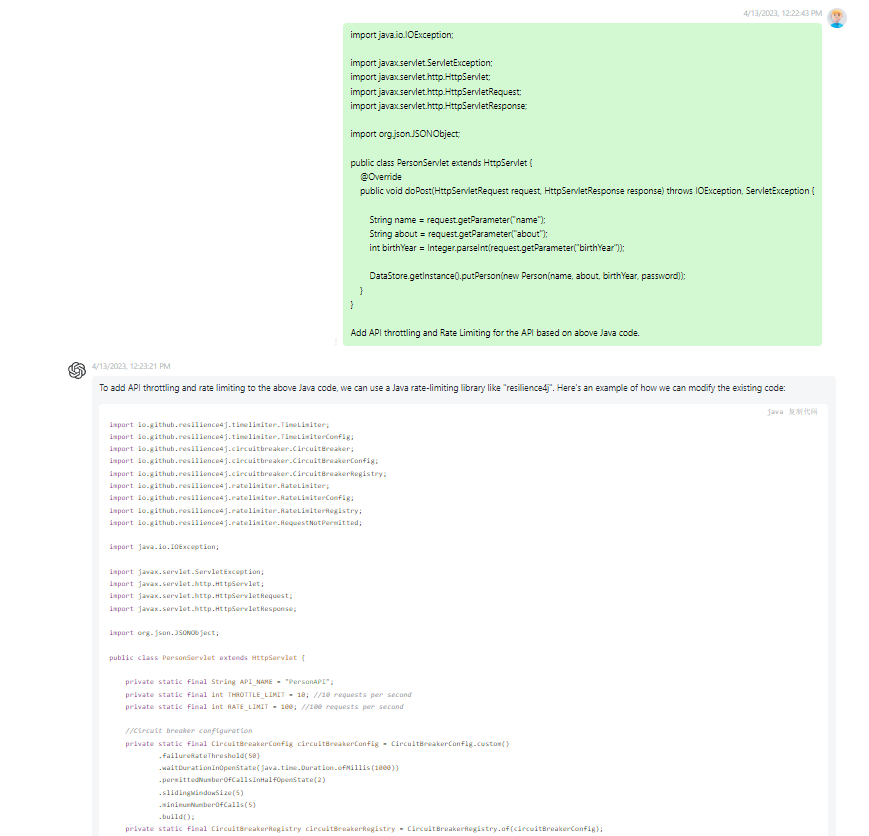 4/13/2023, 12:22:43 PM
import java.io.IOException;
import javax.servlet.ServletException;
import javax.servlet.http.HttpServlet;
import javax.servlet.http.HttpServletRequest;
import javax.servlet.http.HttpServletResponse;
import org.json.JSONObject;
public class PersonServlet extends HttpServlet {
@Override
public void doPost(HttpServletRequest request, HttpServletResponse response) throws IOException, ServletException {
String name = request.getParameter("name");
String about = request.getParameter("about");
int birthYear = Integer.parseInt(request.getParameter("birthYear"));
DataStore.getInstance().putPerson(new Person(name, about, birthYear, password));
}
}
Add API throttling and Rate Limiting for the API based on above Java code.
4/13/2023, 12:23:21 PM
To add API throttling and rate limiting to the above Java code, we can use a Java rate-limiting library like "resilience4j". Here's an example of how we can modify the existing code:
java 复制代码
import io.github.resilience4j.timelimiter.TimeLimiter;
import io.github.resilience4j.timelimiter.TimeLimiterConfig;
import io.github.resilience4j.circuitbreaker.CircuitBreaker;
import io.github.resilience4j.circuitbreaker.CircuitBreakerConfig;
import io.github.resilience4j.circuitbreaker.CircuitBreakerRegistry;
import io.github.resilience4j.ratelimiter.RateLimiter;
import io.github.resilience4j.ratelimiter.RateLimiterConfig;
import io.github.resilience4j.ratelimiter.RateLimiterRegistry;
import io.github.resilience4j.ratelimiter.RequestNotPermitted;
import java.io.IOException;
import javax.servlet.ServletException;
import javax.servlet.http.HttpServlet;
import javax.servlet.http.HttpServletRequest;
import javax.servlet.http.HttpServletResponse;
import org.json.JSONObject;
public class PersonServlet extends HttpServlet {
private static final String API_NAME = "PersonAPI";
private static final int THROTTLE_LIMIT = 10; //10 requests per second
private static final int RATE_LIMIT = 100; //100 requests per second
//Circuit breaker configuration
private static final CircuitBreakerConfig circuitBreakerConfig = CircuitBreakerConfig.custom()
.failureRateThreshold(50)
.waitDurationInOpenState(java.time.Duration.ofMillis(1000))
.permittedNumberOfCallsInHalfOpenState(2)
.slidingWindowSize(5)
.minimumNumberOfCalls(5)
.build();
private static final CircuitBreakerRegistry circuitBreakerRegistry = CircuitBreakerRegistry.of(circuitBreakerConfig);